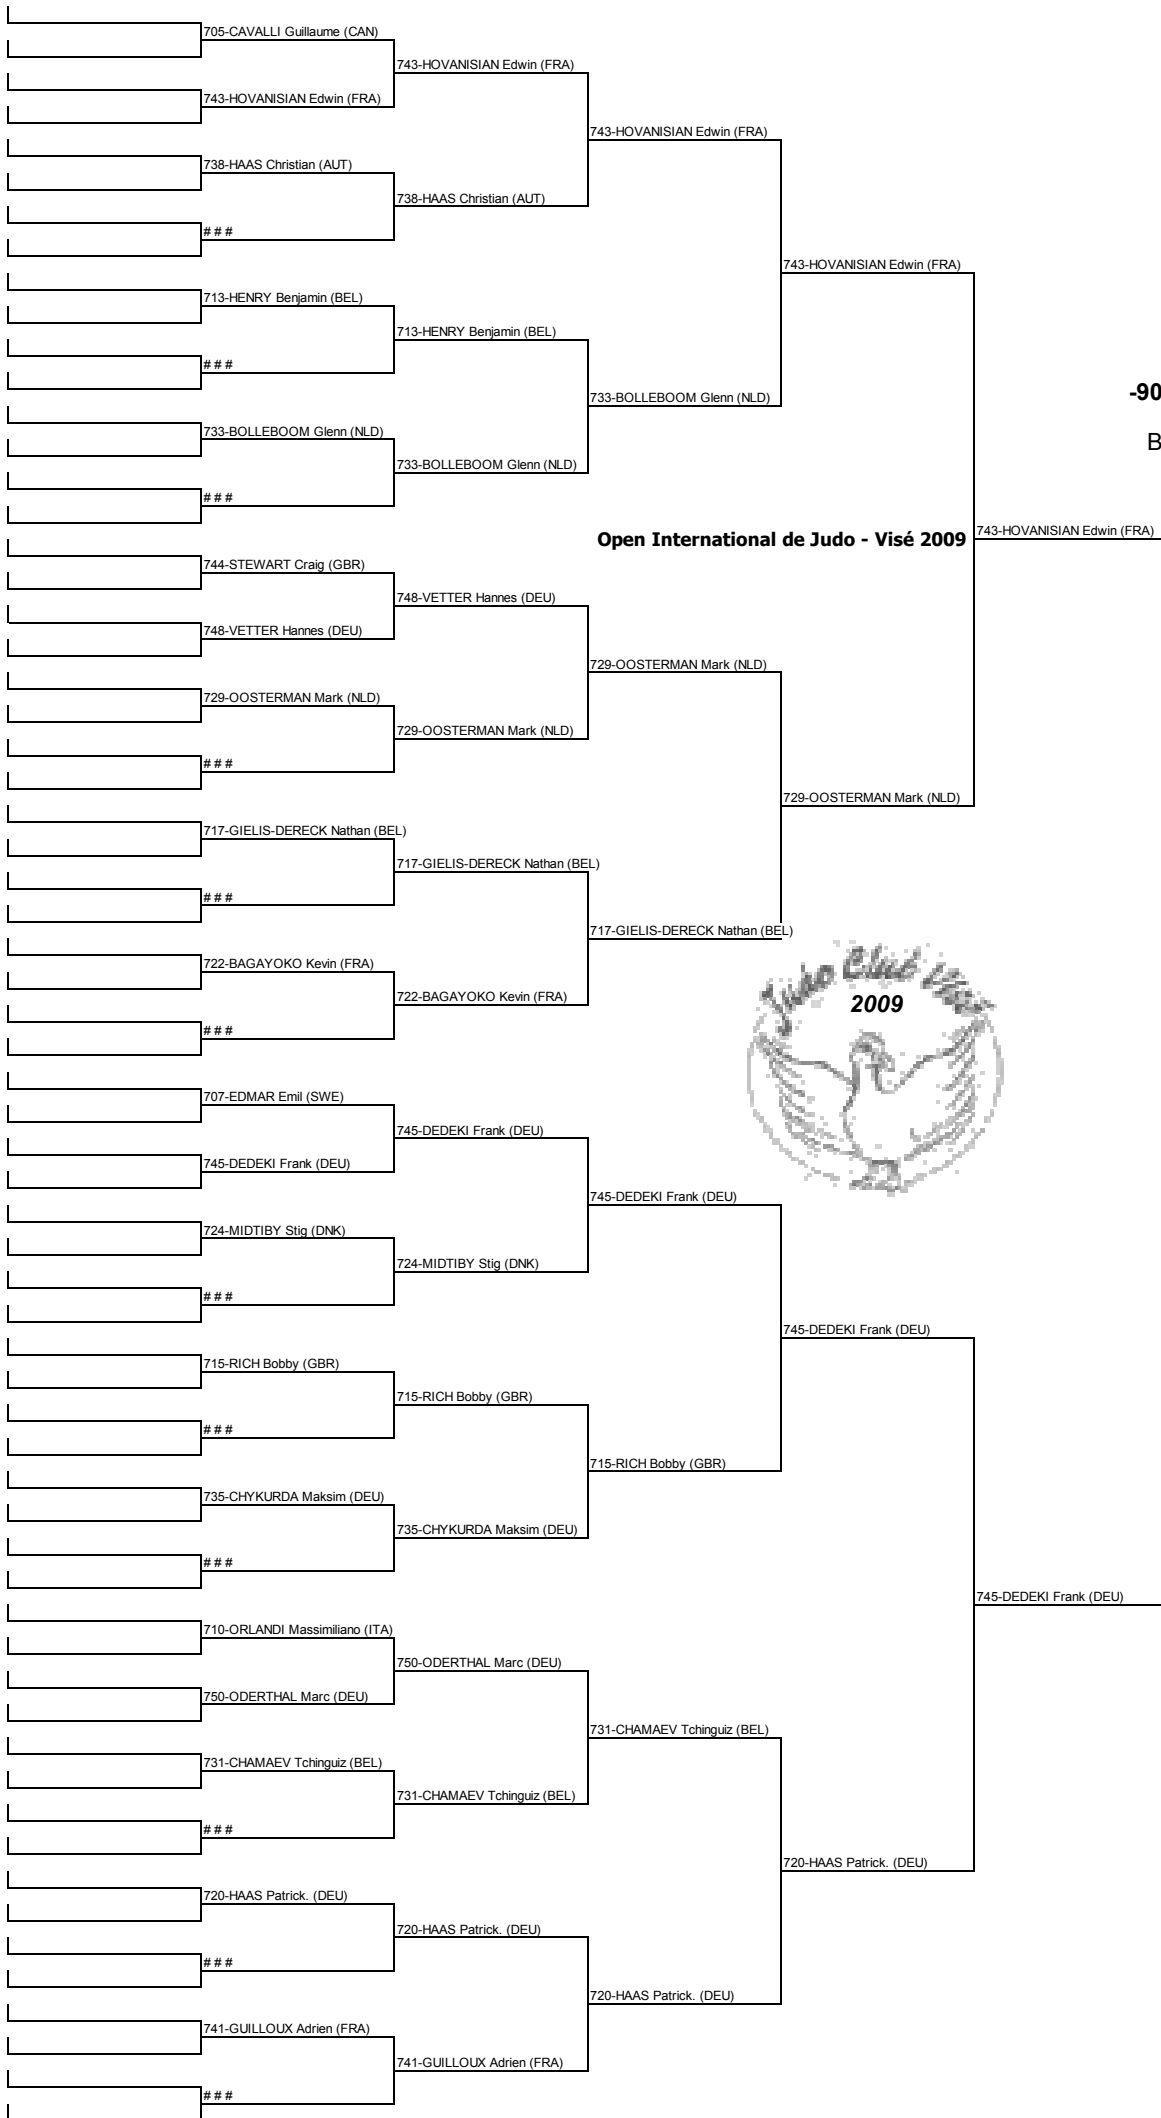 705-CAVALLI Guillaume (CAN)
743-HOVANISIAN Edwin (FRA)
743-HOVANISIAN Edwin (FRA)
743-HOVANISIAN Edwin (FRA)
738-HAAS Christian (AUT)
738-HAAS Christian (AUT)
# # #
743-HOVANISIAN Edwin (FRA)
713-HENRY Benjamin (BEL)
713-HENRY Benjamin (BEL)
# # #
-90
733-BOLLEBOOM Glenn (NLD)
733-BOLLEBOOM Glenn (NLD)
B
733-BOLLEBOOM Glenn (NLD)
# # #
Open International de Judo - Visé 2009
743-HOVANISIAN Edwin (FRA)
744-STEWART Craig (GBR)
748-VETTER Hannes (DEU)
748-VETTER Hannes (DEU)
729-OOSTERMAN Mark (NLD)
729-OOSTERMAN Mark (NLD)
729-OOSTERMAN Mark (NLD)
# # #
729-OOSTERMAN Mark (NLD)
717-GIELIS-DERECK Nathan (BEL)
717-GIELIS-DERECK Nathan (BEL)
# # #
717-GIELIS-DERECK Nathan (BEL)
722-BAGAYOKO Kevin (FRA)
722-BAGAYOKO Kevin (FRA)
Judo Club Visé
2009
# # #
707-EDMAR Emil (SWE)
745-DEDEKI Frank (DEU)
745-DEDEKI Frank (DEU)
745-DEDEKI Frank (DEU)
724-MIDTIBY Stig (DNK)
724-MIDTIBY Stig (DNK)
# # #
745-DEDEKI Frank (DEU)
715-RICH Bobby (GBR)
715-RICH Bobby (GBR)
# # #
715-RICH Bobby (GBR)
735-CHYKURDA Maksim (DEU)
735-CHYKURDA Maksim (DEU)
# # #
745-DEDEKI Frank (DEU)
710-ORLANDI Massimiliano (ITA)
750-ODERTHAL Marc (DEU)
750-ODERTHAL Marc (DEU)
731-CHAMAEV Tchinguiz (BEL)
731-CHAMAEV Tchinguiz (BEL)
731-CHAMAEV Tchinguiz (BEL)
# # #
720-HAAS Patrick. (DEU)
720-HAAS Patrick. (DEU)
720-HAAS Patrick. (DEU)
# # #
720-HAAS Patrick. (DEU)
741-GUILLOUX Adrien (FRA)
741-GUILLOUX Adrien (FRA)
# # #